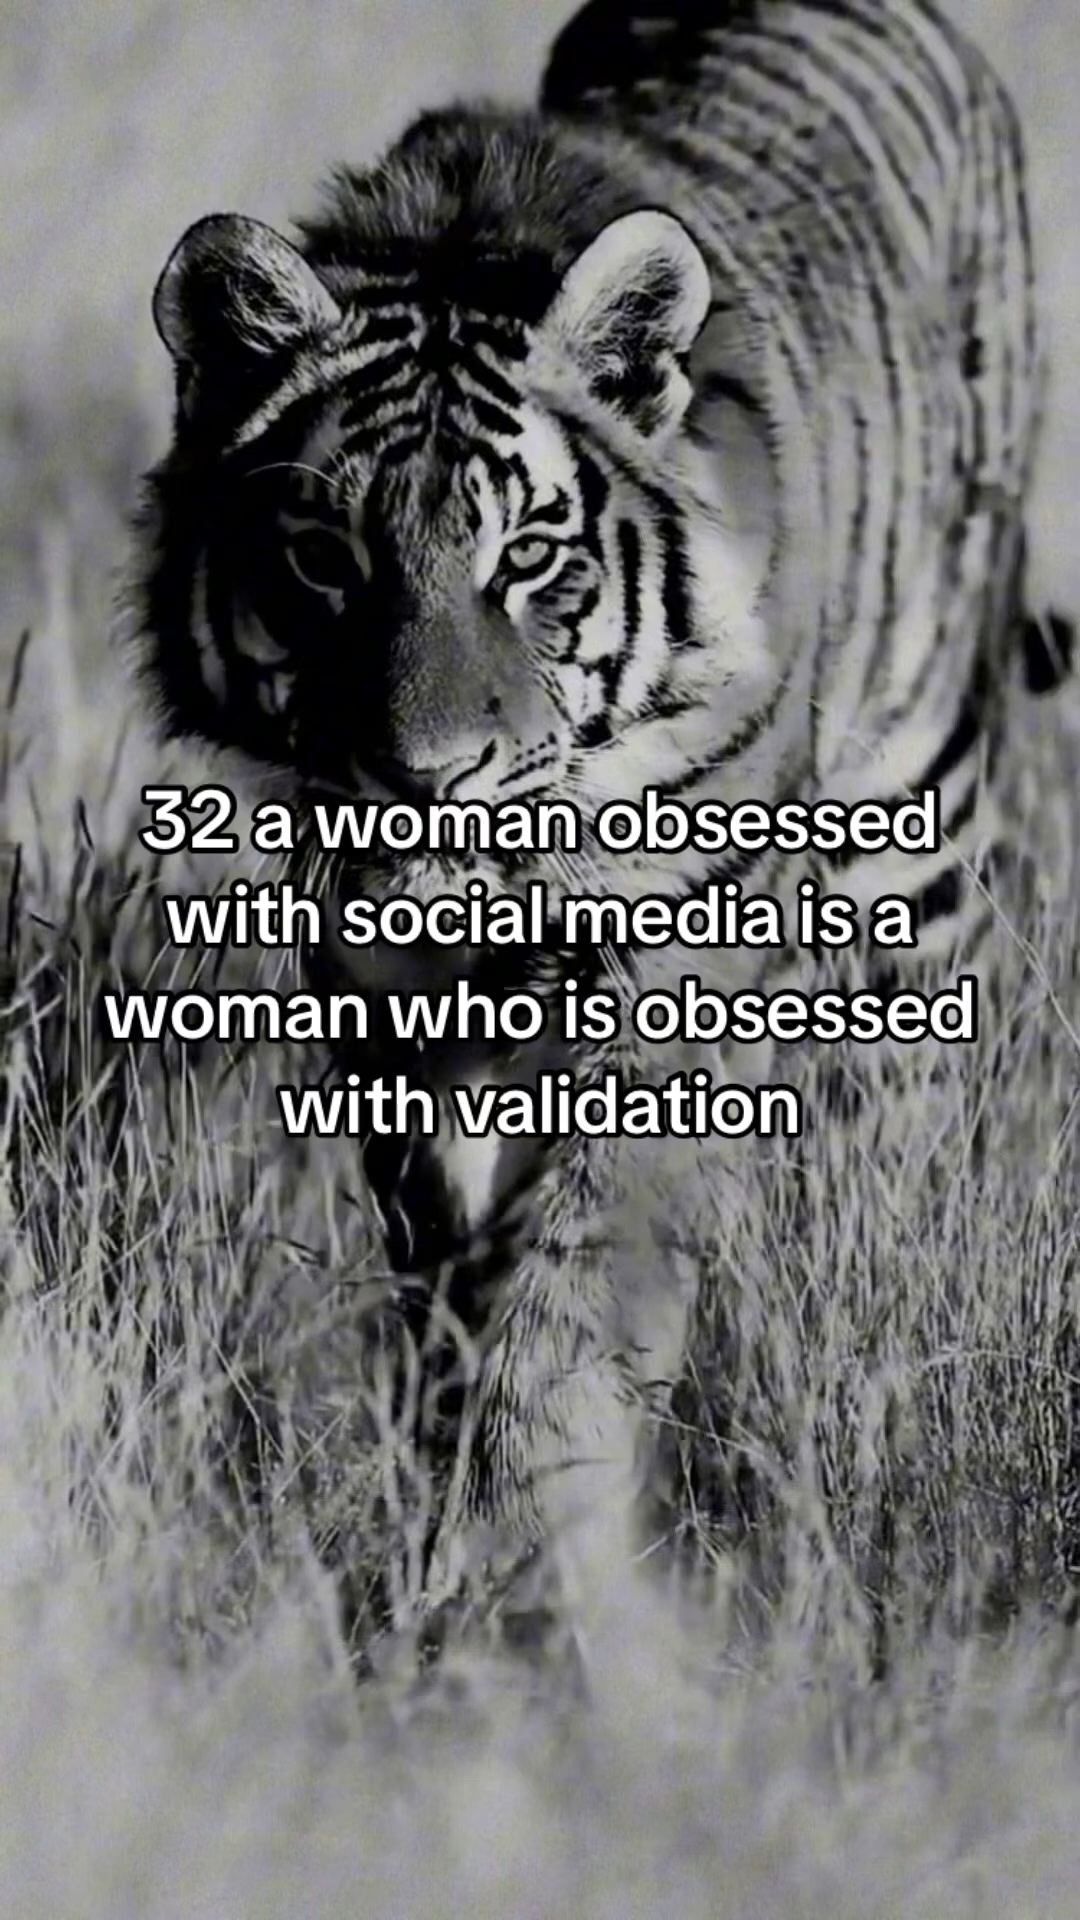 32 a woman obsessed
with social media is a
woman who is obsessed
with validation